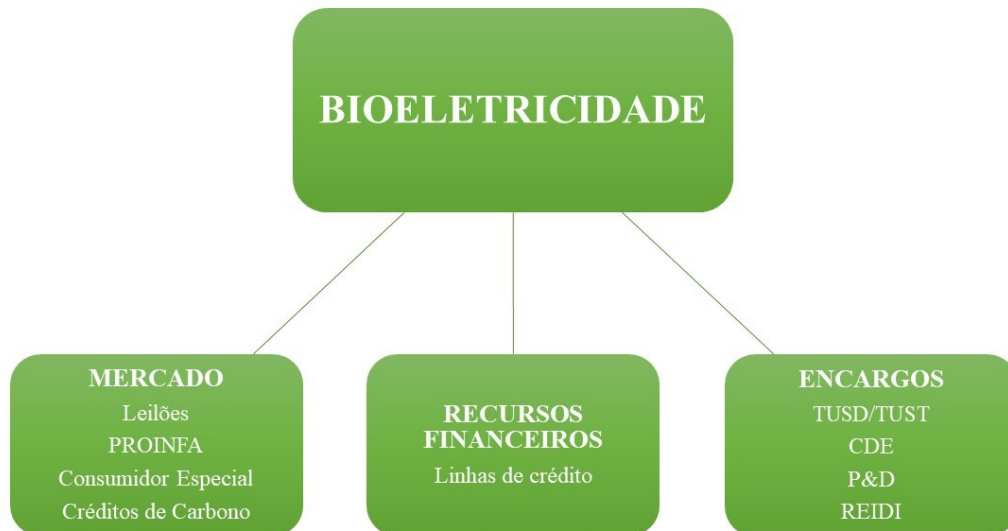 BIOELETRICIDADE
MERCADO
Leilões
PROINFA
Consumidor Especial
Créditos de Carbono
RECURSOS
FINANCEIROS
Linhas de crédito
ENCARGOS
TUSD/TUST
CDE
P&D
REIDI